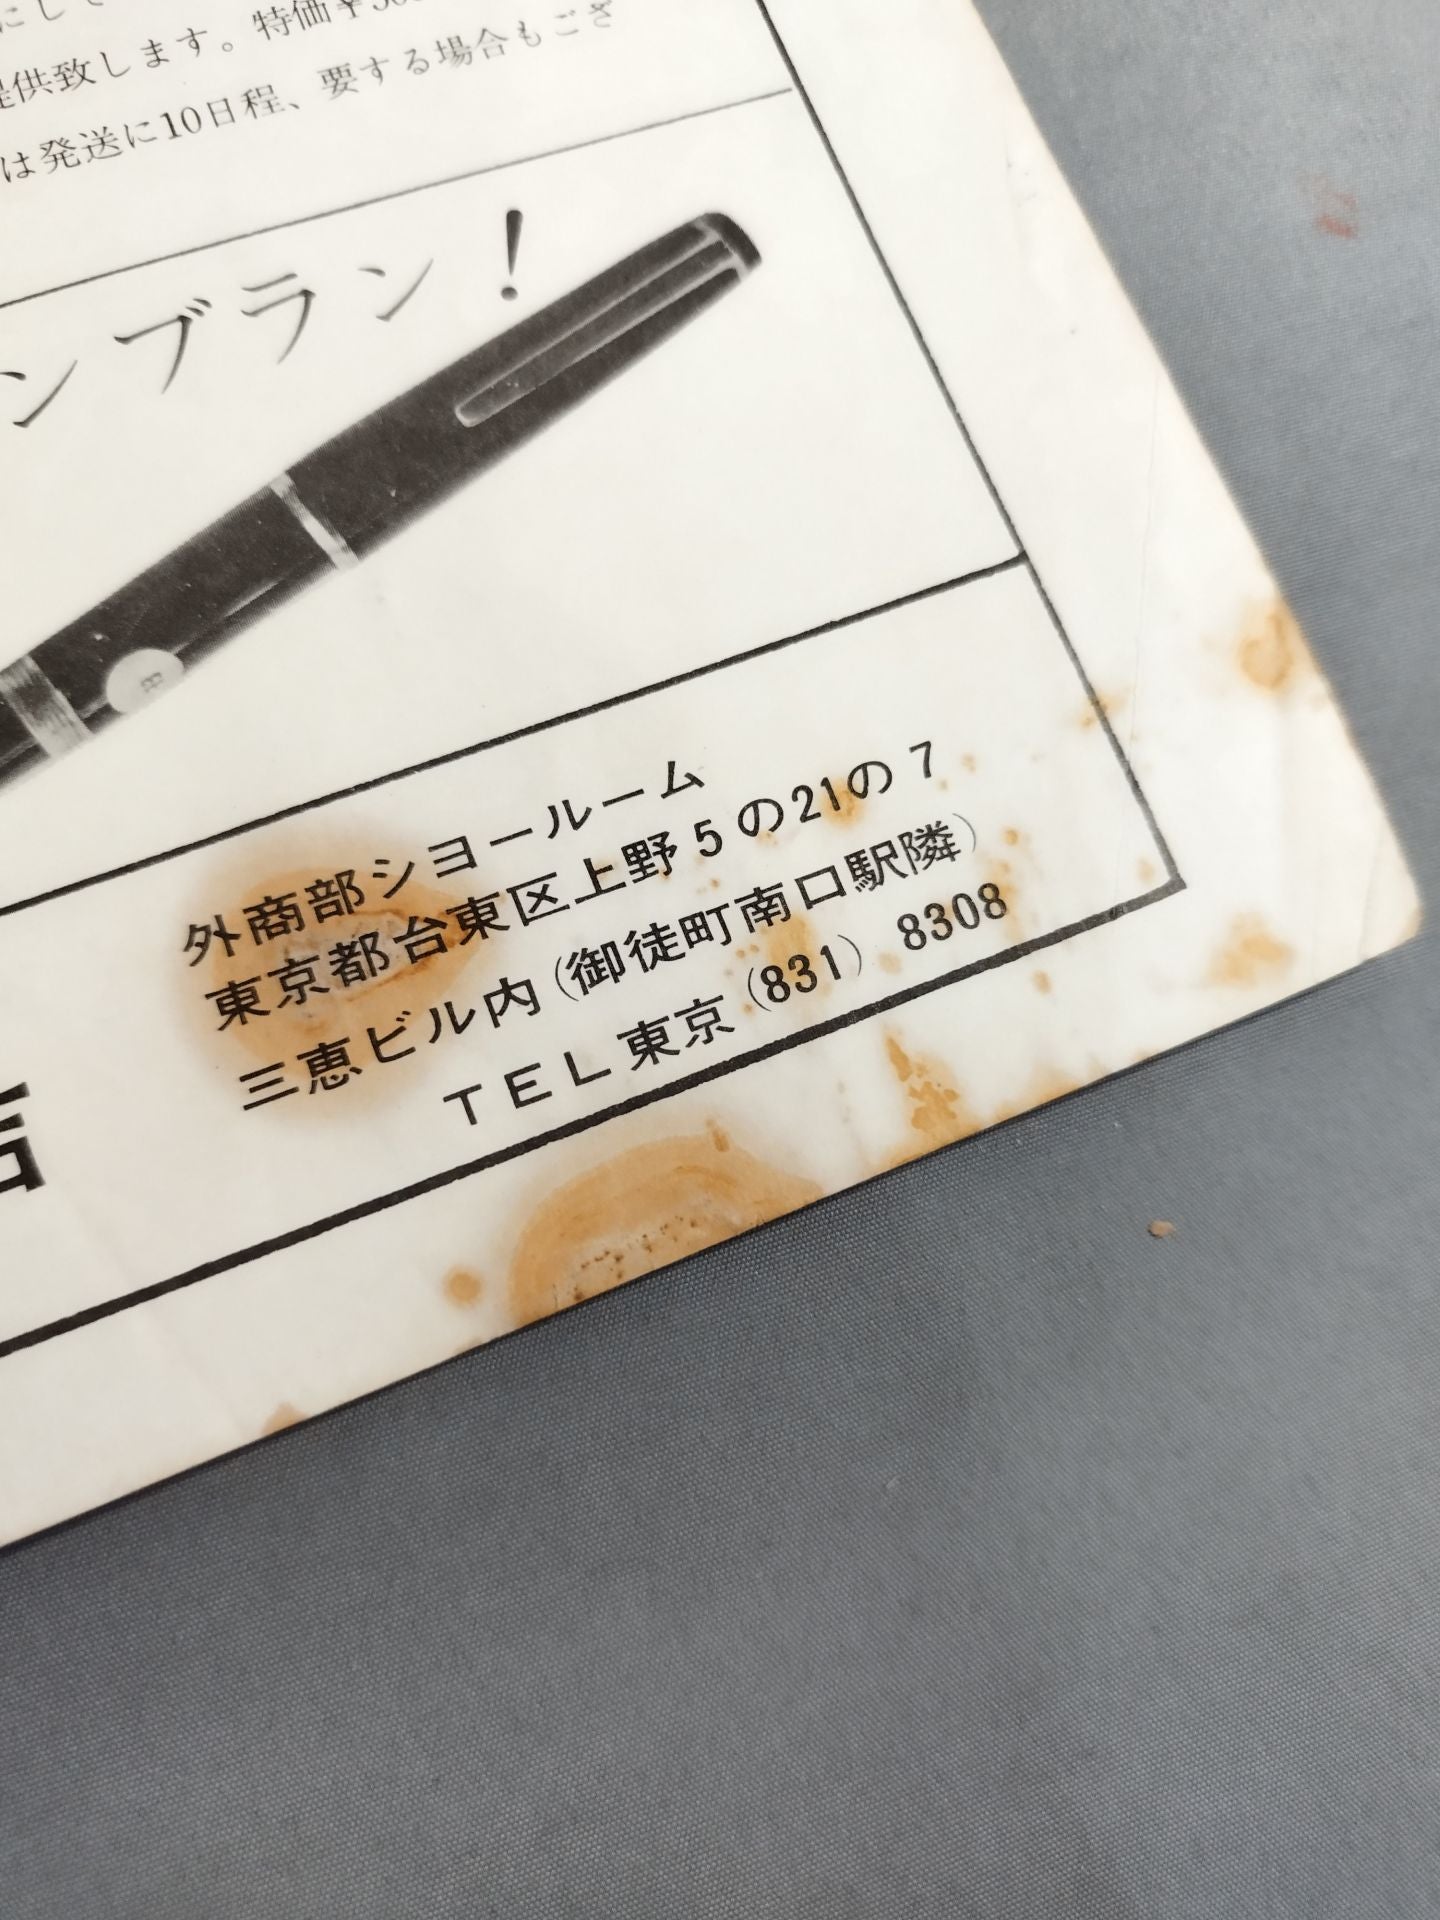 にして
提供致します。特価￥
は発送に10日程、要する場合もござ
ンブラン!
外商部ショールーム
東京都台東区上野5の21の7
三恵ビル内(御徒町南口駅隣)
TEL東京(831)8308